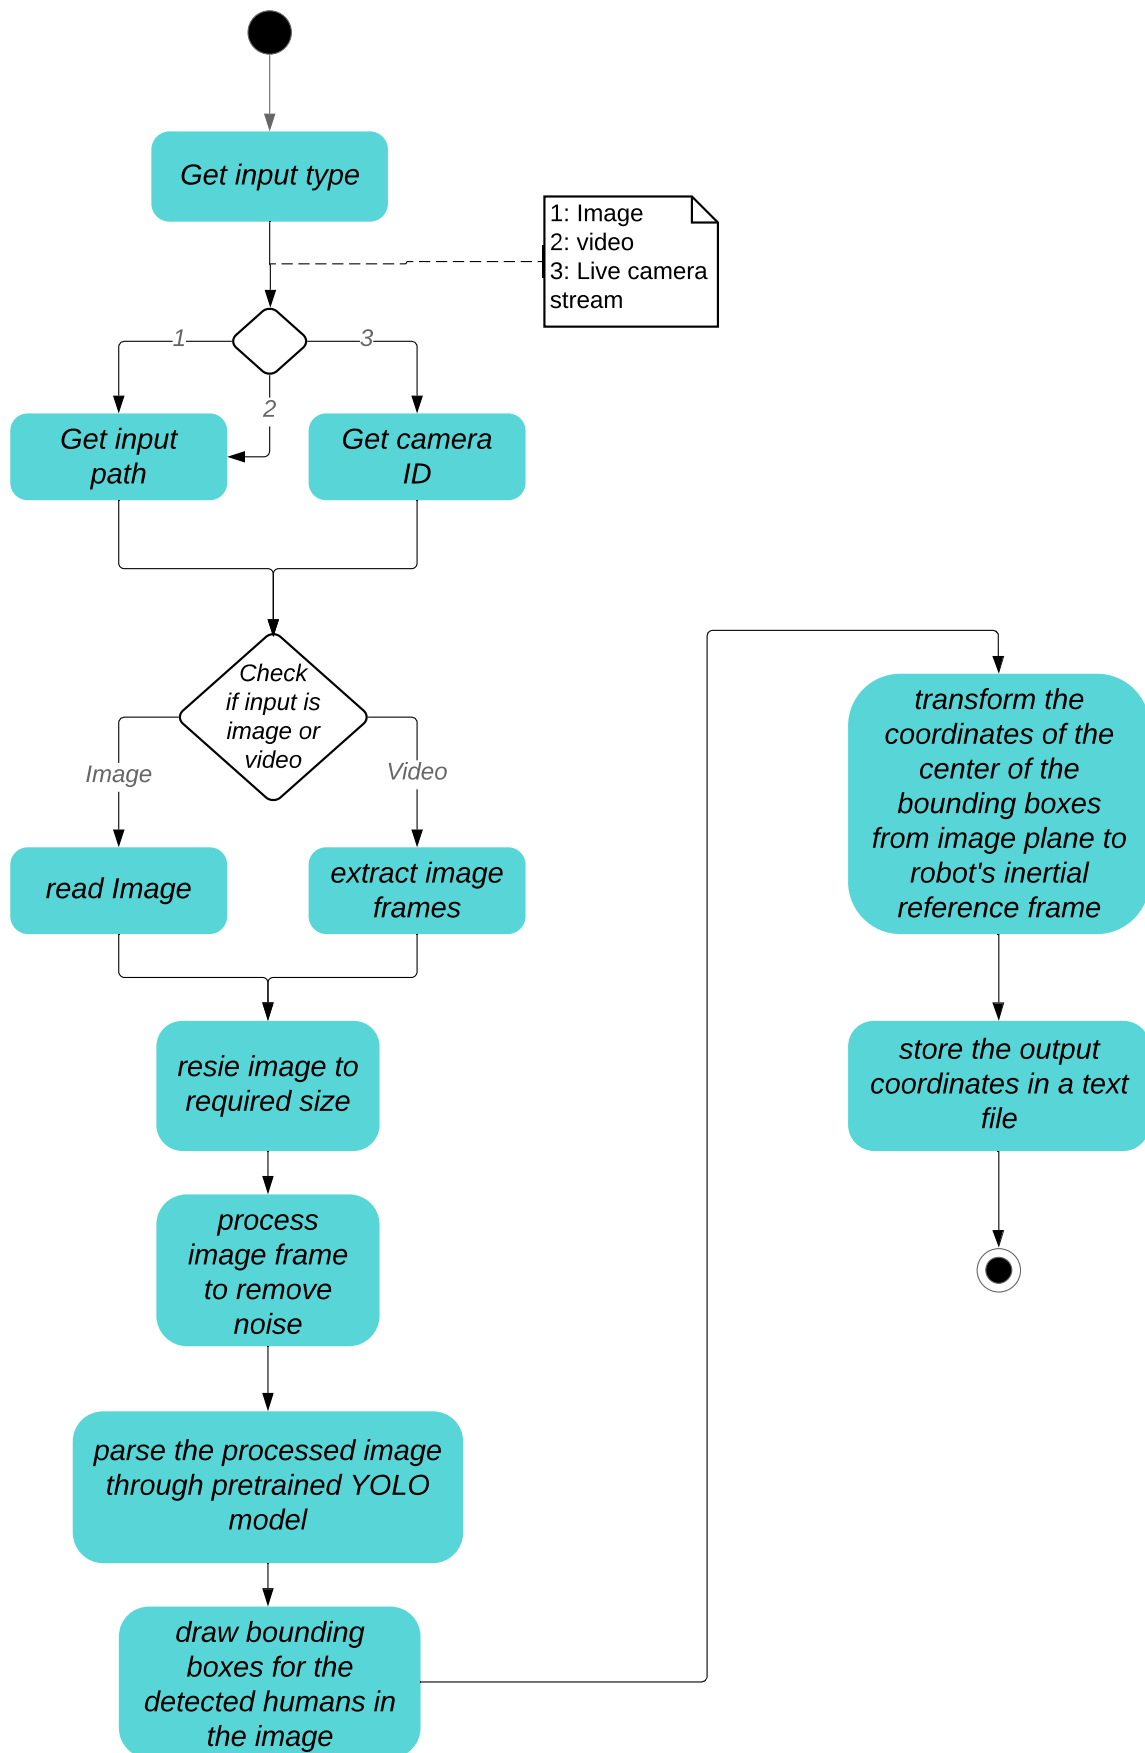 Get input type
1: Image
2: video
3: Live camera
stream
1
3
2
Get input
path
Get camera
ID
Check
if input is
image or
video
Image
Video
read Image
extract image
frames
resie image to
required size
process
image frame
to remove
noise
parse the processed image
through pretrained YOLO
model
draw bounding
boxes for the
detected humans in
the image
transform the
coordinates of the
center of the
bounding boxes
from image plane to
robot's inertial
reference frame
store the output
coordinates in a text
file